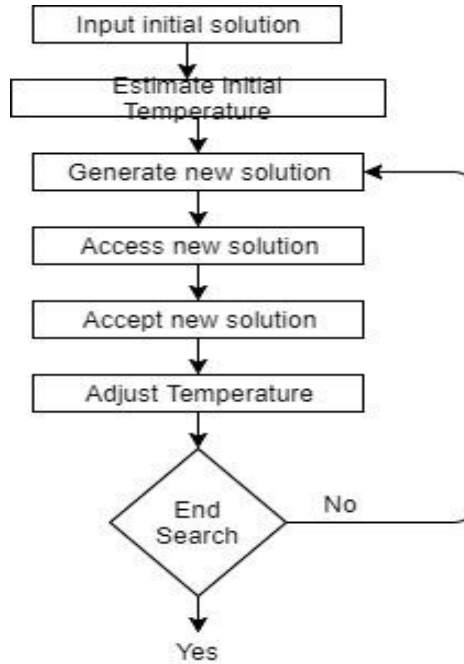 Input initial solution
Estimate Initial
Temperature
Generate new solution
Access new solution
Accept new solution
Adjust Temperature
End
Search
No
Yes